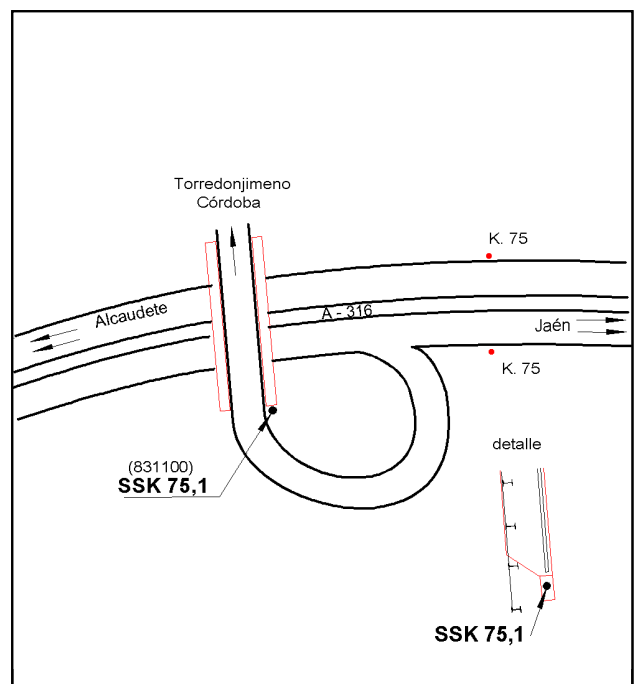 Torredonjimeno
Córdoba
K. 75
Alcaudete
A - 316
Jaén
K. 75
detalle
(831100)
SSK 75,1
SSK 75,1